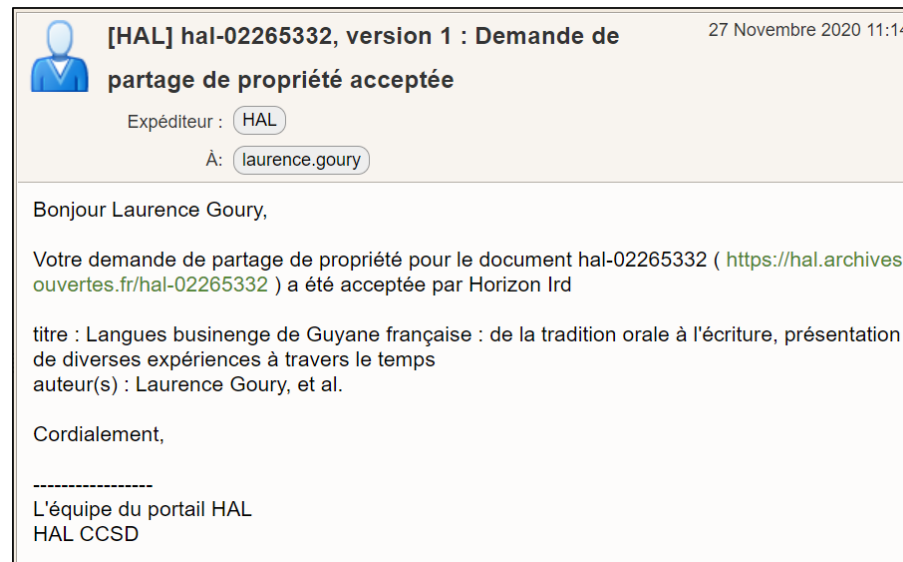 [HAL] hal-02265332, version 1 : Demande de
27 Novembre 2020 11:14
partage de propriété acceptée
Expéditeur : HAL
À: laurence.goury
Bonjour Laurence Goury,
Votre demande de partage de propriété pour le document hal-02265332 ( https://hal.archives
ouvertes.fr/hal-02265332 ) a été acceptée par Horizon Ird
titre : Langues businenge de Guyane française : de la tradition orale à l'écriture, présentation
de diverses expériences à travers le temps
auteur(s) : Laurence Goury, et al.
Cordialement,
-----------------
L'équipe du portail HAL
HAL CCSD